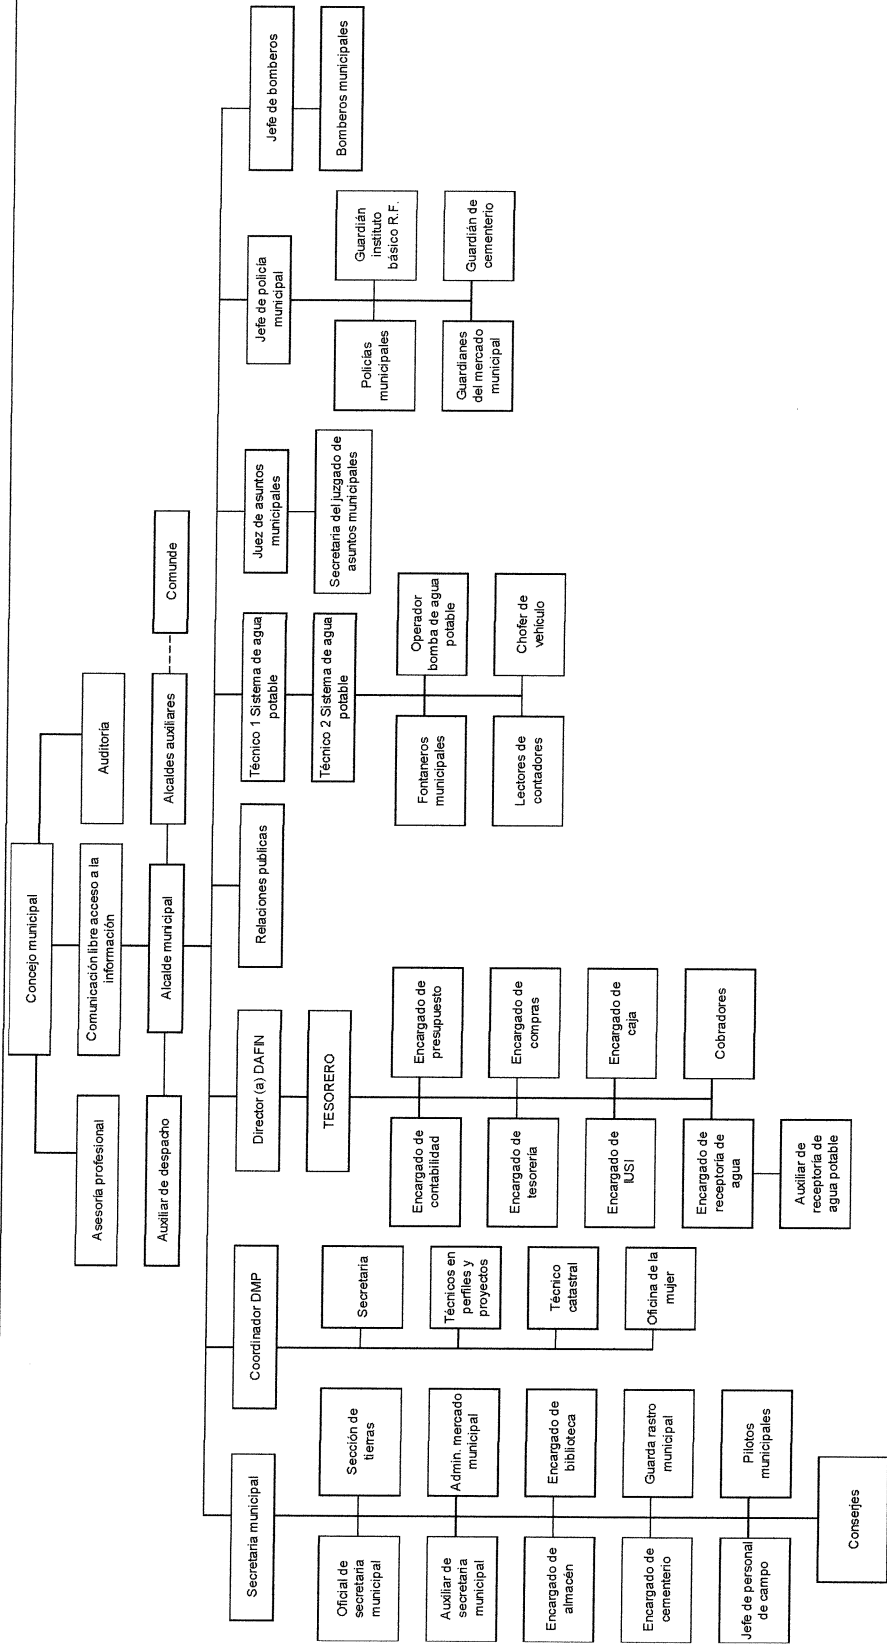 Concejo municipal
Asesoría profesional
Comunicación libre acceso a la
información
Auditoría
Auxiliar de despacho
Alcalde municipal
Alcaldes auxiliares
Comunde
Secretaria municipal
Coordinador DMP
Director (a) DAFIN
Relaciones publicas
Técnico 1 Sistema de agua
potable
Juez de asuntos
municipales
Jefe de policía
municipal
Jefe de bomberos
Oficial de
secretaria
municipal
Sección de
tierras
Auxiliar de
secretaria
municipal
Admin. mercado
municipal
Encargado de
almacén
Encargado de
biblioteca
Encargado de
cementerio
Guarda rastro
municipal
Jefe de personal
de campo
Pilotos
municipales
Conserjes
Secretaria
Técnicos en
perfiles y
proyectos
Técnico
catastral
Oficina de la
mujer
TESORERO
Encargado de
contabilidad
Encargado de
presupuesto
Encargado de
tesorería
Encargado de
compras
Encargado de
IUSI
Encargado de
caja
Encargado de
receptoría de
agua
Cobradores
Auxiliar de
receptoría de
agua potable
Técnico 2 Sistema de agua
potable
Fontaneros
municipales
Operador
bomba de agua
potable
Lectores de
contadores
Chofer de
vehículo
Secretaria del juzgado de
asuntos municipales
Policías
municipales
Guardián
instituto
básico R.F.
Guardianes
del mercado
municipal
Guardián de
cementerio
Bomberos municipales